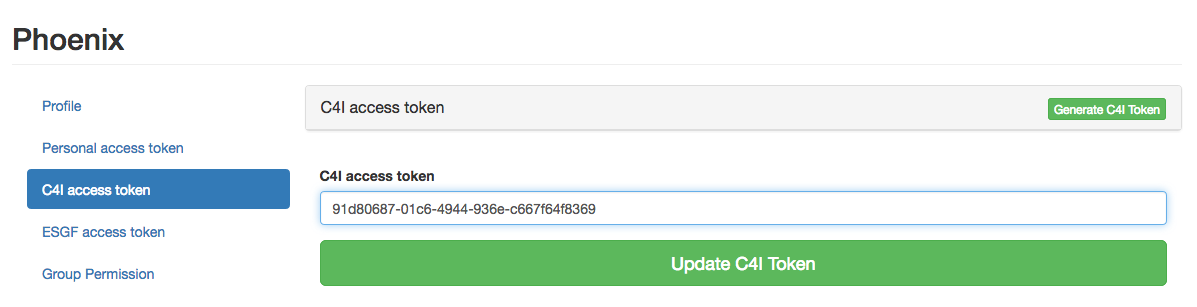 Phoenix
Profile
Personal access token
C4I access token
ESGF access token
Group Permission
C4I access token
Generate C4I Token
C4I access token
91d80687-01c6-4944-936e-c667f64f8369
Update C4I Token